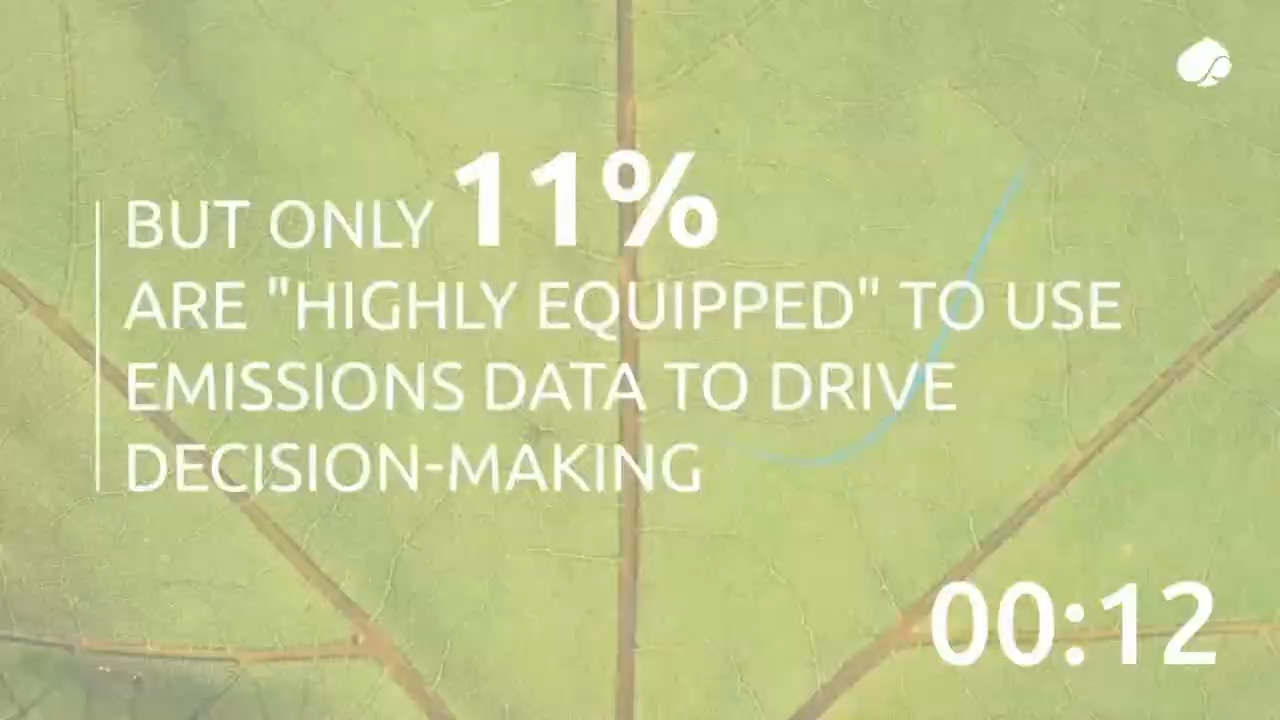 BUT ONLY 11%
ARE "HIGHLY EQUIPPED" TO USE
EMISSIONS DATA TO DRIVE
DECISION-MAKING
00:12